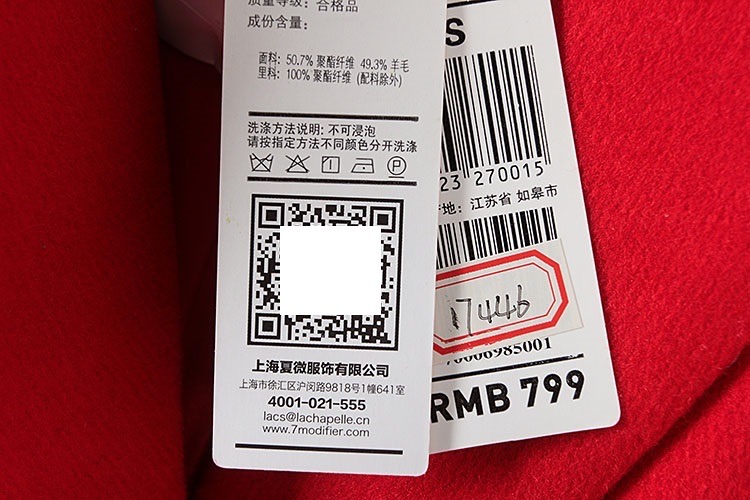 质量等级：合格品
成份含量：
面料：50.7% 聚酯纤维 49.3% 羊毛
里料：100% 聚酯纤维 (配料除外)
洗涤方法说明：不可浸泡
请按指定方法不同颜色分开洗涤
P
上海夏微服饰有限公司
上海市徐汇区沪闵路9818号1幢641室
4001-021-555
lacs@lachapelle.cn
www.7modifier.com
S
23 270015
地：江苏省 如皋市
17446
70006985001
RMB 799